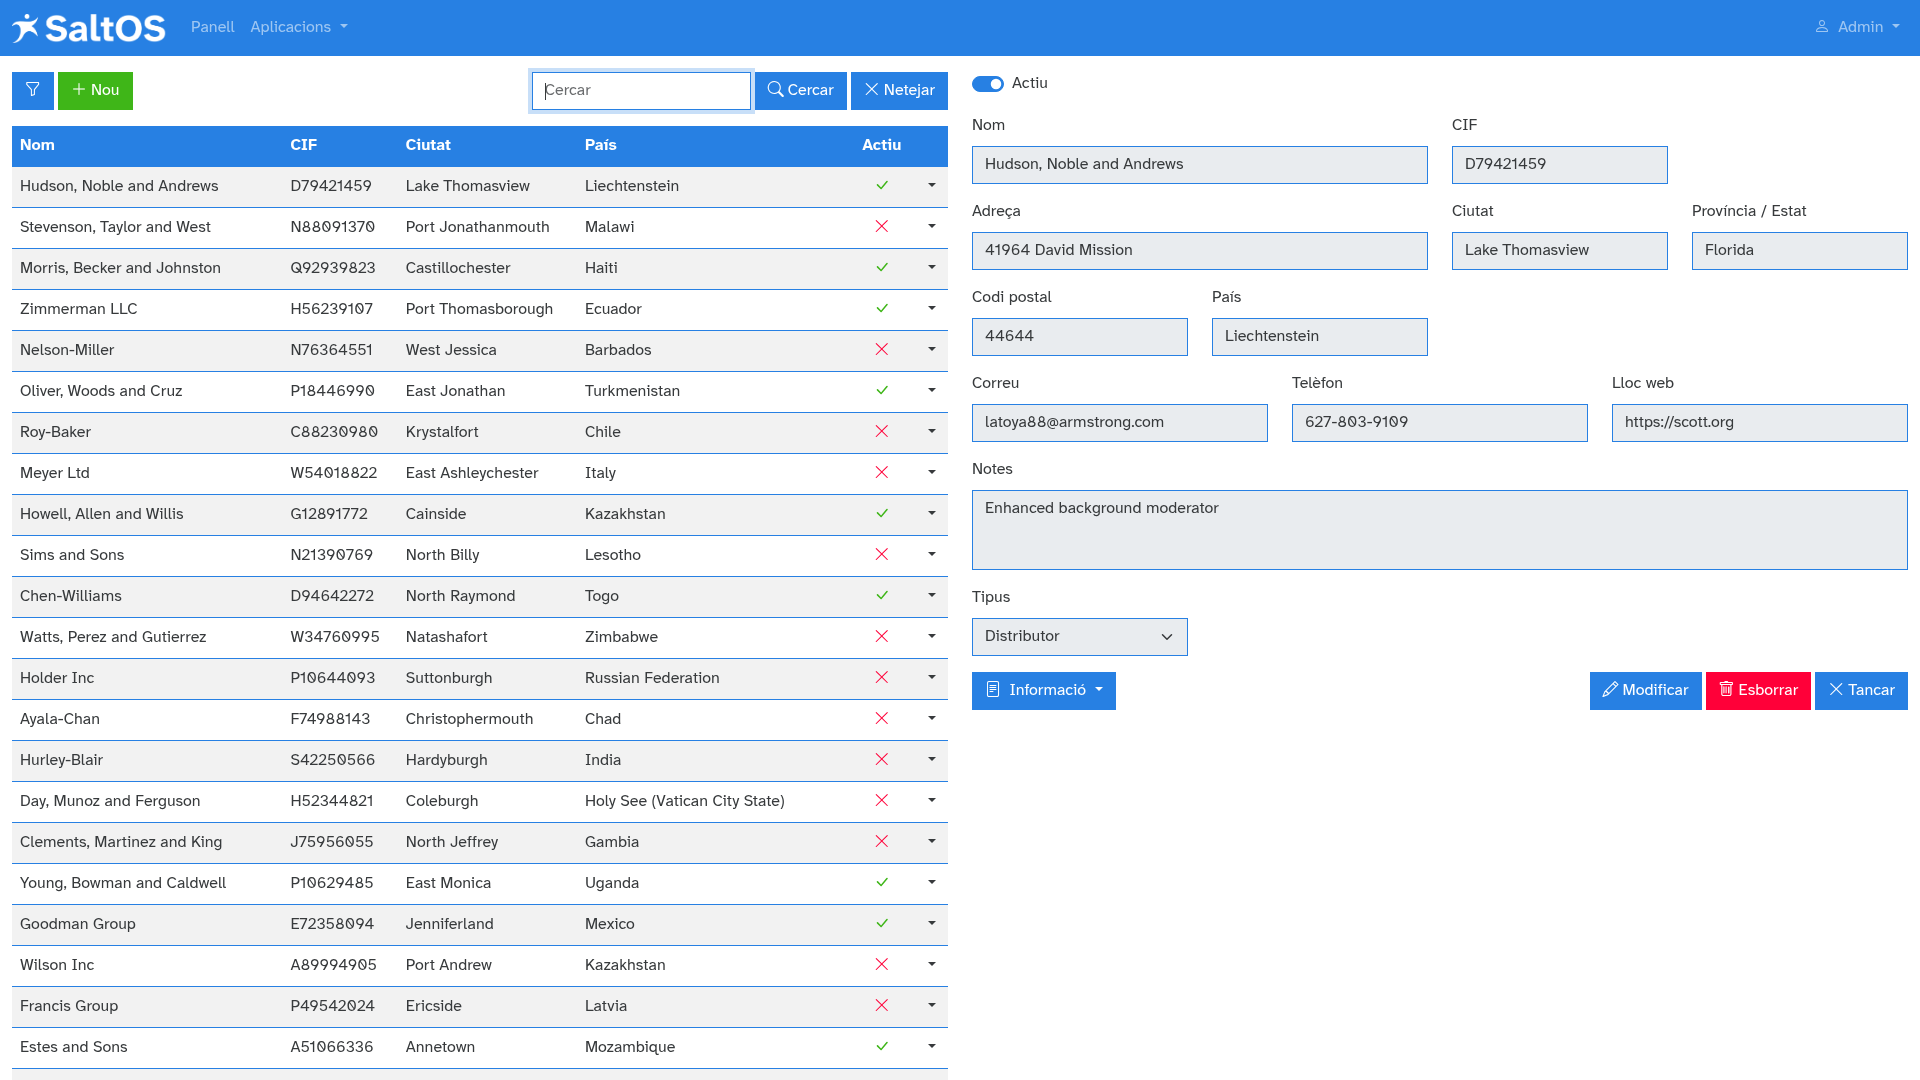 SaltOS Panell Aplicacions Admin
Nou Cercar Cercar Netejar
Nom CIF Ciutat País Actiu
Hudson, Noble and Andrews D79421459 Lake Thomasview Liechtenstein
Stevenson, Taylor and West N88091370 Port Jonathanmouth Malawi
Morris, Becker and Johnston Q92939823 Castillochester Haiti
Zimmerman LLC H56239107 Port Thomasborough Ecuador
Nelson-Miller N76364551 West Jessica Barbados
Oliver, Woods and Cruz P18446990 East Jonathan Turkmenistan
Roy-Baker C88230980 Krystalfort Chile
Meyer Ltd W54018822 East Ashleychester Italy
Howell, Allen and Willis G12891772 Cainside Kazakhstan
Sims and Sons N21390769 North Billy Lesotho
Chen-Williams D94642272 North Raymond Togo
Watts, Perez and Gutierrez W34760995 Natashafort Zimbabwe
Holder Inc P10644093 Suttonburgh Russian Federation
Ayala-Chan F74988143 Christophermouth Chad
Hurley-Blair S42250566 Hardyburgh India
Day, Munoz and Ferguson H52344821 Coleburgh Holy See (Vatican City State)
Clements, Martinez and King J75956055 North Jeffrey Gambia
Young, Bowman and Caldwell P10629485 East Monica Uganda
Goodman Group E72358094 Jenniferland Mexico
Wilson Inc A89994905 Port Andrew Kazakhstan
Francis Group P49542024 Ericside Latvia
Estes and Sons A51066336 Annetown Mozambique
Actiu
Nom CIF
Hudson, Noble and Andrews D79421459
Adreça Ciutat Província / Estat
41964 David Mission Lake Thomasview Florida
Codi postal País
44644 Liechtenstein
Correu Telèfon Lloc web
latoya88@armstrong.com 627-803-9109 https://scott.org
Notes
Enhanced background moderator
Tipus
Distributor
Informació Modificar Esborrar Tancar